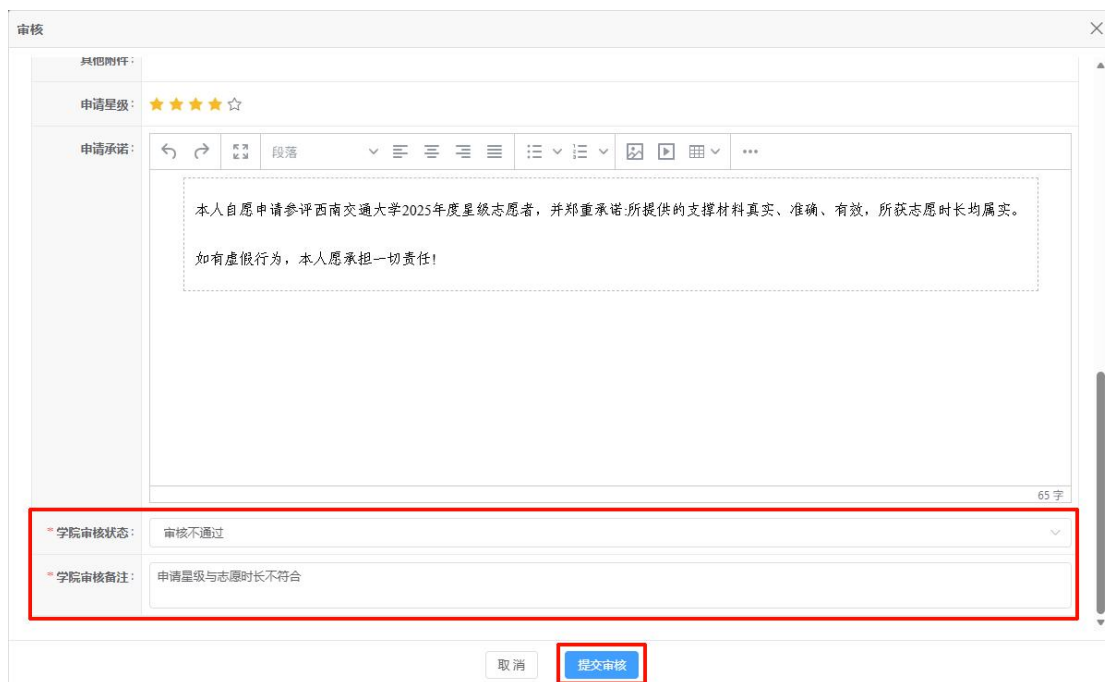 审核
其他附件:
申请星级:
申请承诺:
段落
本人自愿申请参评西南交通大学2025年度星级志愿者，并郑重承诺:所提供的支撑材料真实、准确、有效，所获志愿时长均属实。
如有虚假行为，本人愿承担一切责任!
65 字
*学院审核状态: 审核不通过
*学院审核备注: 申请星级与志愿时长不符合
取消 提交审核